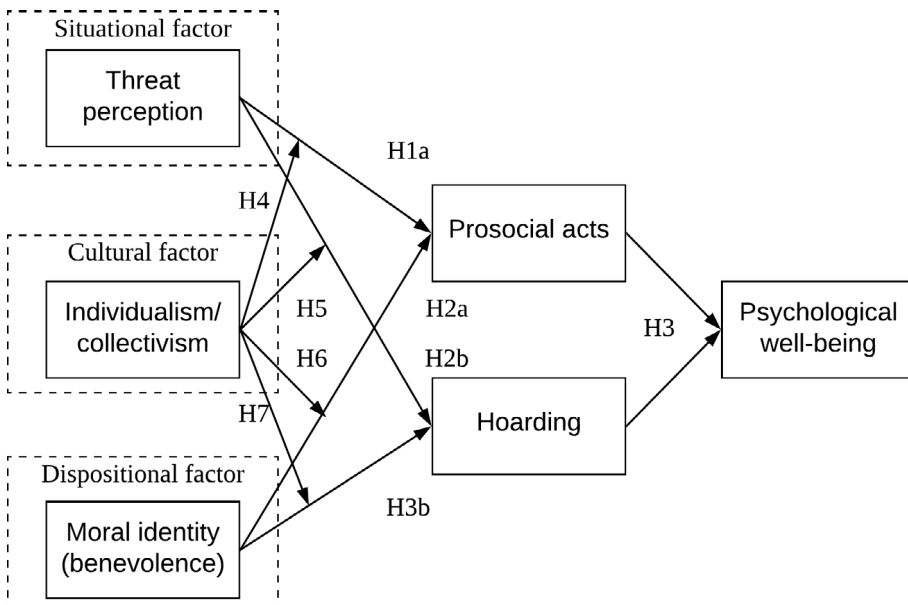 Situational factor
Threat
perception
H1a
H4
Prosocial acts
Cultural factor
Individualism/
collectivism
H5
H2a
H3
Psychological
well-being
H6
H2b
H7
Hoarding
Dispositional factor
H3b
Moral identity
(benevolence)